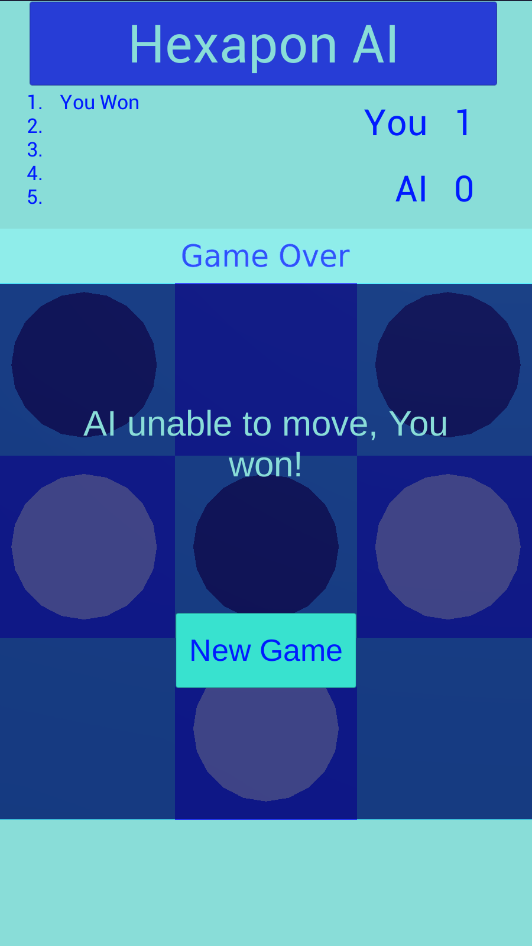 Hexapon AI
1. You Won
2.
3.
4.
5.
You 1
AI 0
Game Over
AI unable to move, You
won!
New Game